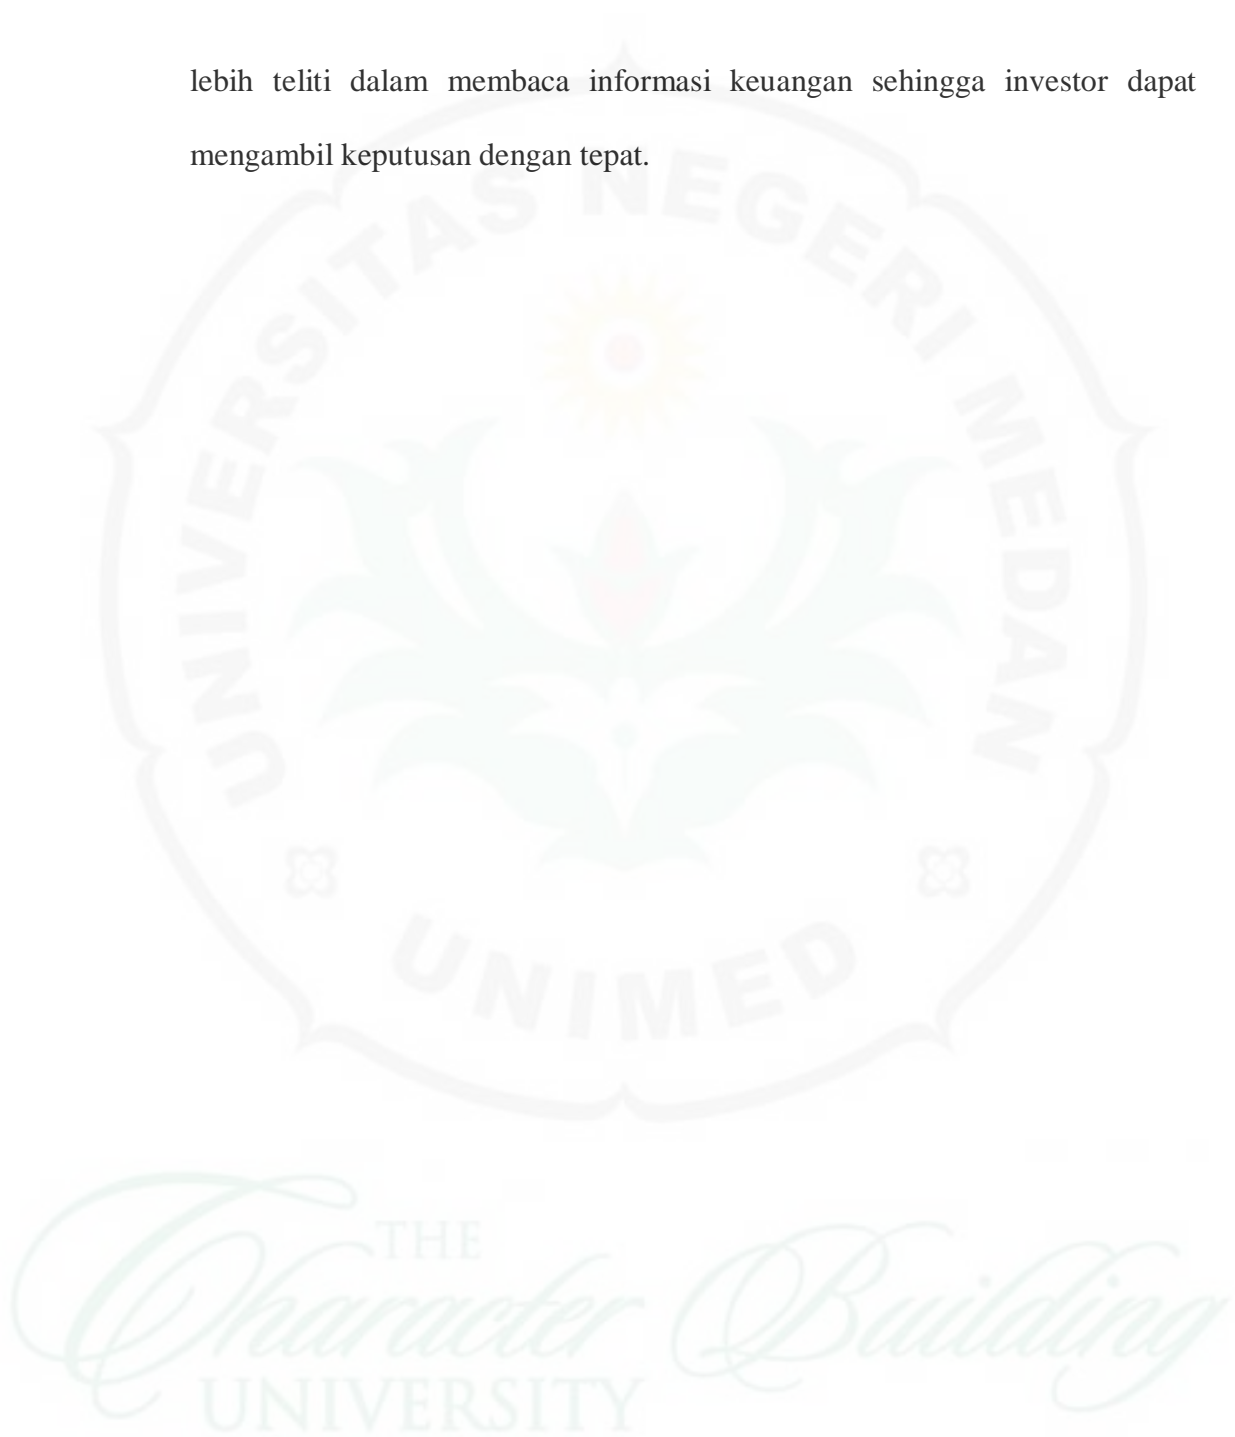 lebih teliti dalam membaca informasi keuangan sehingga investor dapat
mengambil keputusan dengan tepat.
UNIVERSITAS NEGERI MEDAN
UNIMED
THE
Character Building
UNIVERSITY